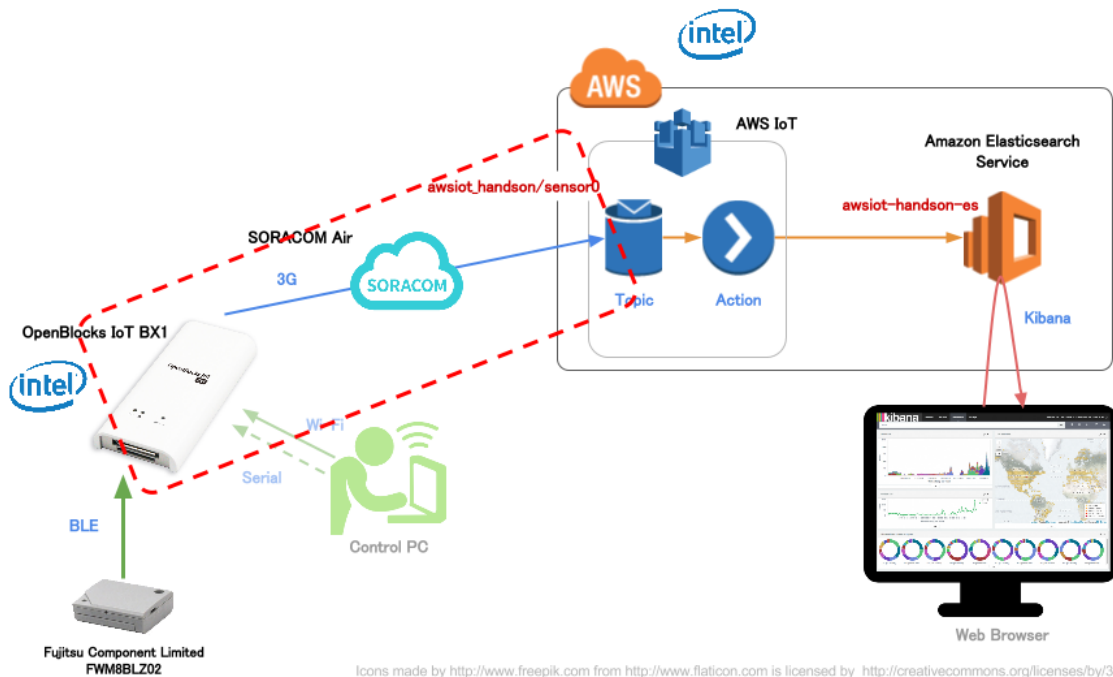 intel
AWS
AWS IoT
Amazon Elasticsearch
Service
awsiot_handson/sensor0
awsiot-handson-es
SORACOM Air
3G
SORACOM
Topic
Action
Kibana
OpenBlocks IoT BX1
intel
Wi-Fi
Serial
BLE
Control PC
kibana
Web Browser
Fujitsu Component Limited
FWM8BLZ02
Icons made by http://www.freepik.com from http://www.flaticon.com is licensed by http://creativecommons.org/licenses/by/3